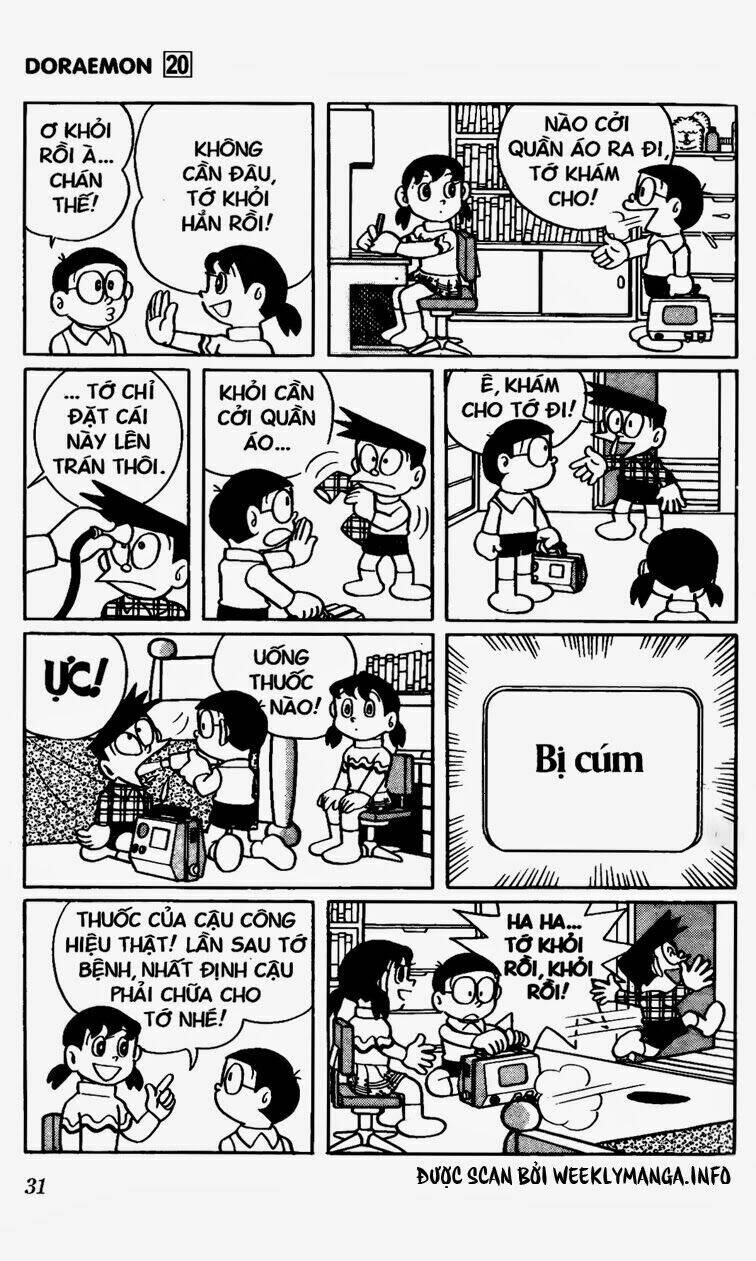 DORAEMON 20
NÀO CỞI
QUẦN ÁO RA ĐI,
TỚ KHÁM
CHO!
KHÔNG
CẦN ĐÂU,
TỚ KHỎI
HẲN RỒI!
Ơ KHỎI
RỒI À...
CHÁN
THẾ!
Ê, KHÁM
CHO TỚ ĐI!
KHỎI CẦN
CỞI QUẦN
ÁO...
... TỚ CHỈ
ĐẶT CÁI
NÀY LÊN
TRÁN THÔI.
Bị cúm
UỐNG
THUỐC
NÀO!
ỰC!
HA HA...
TỚ KHỎI
RỒI, KHỎI
RỒI!
THUỐC CỦA CẬU CÔNG
HIỆU THẬT! LẦN SAU TỚ
BỆNH, NHẤT ĐỊNH CẬU
PHẢI CHỮA CHO
TỚ NHÉ!
31
ĐƯỢC SCAN BỞI WEEKLYMANGA.INFO